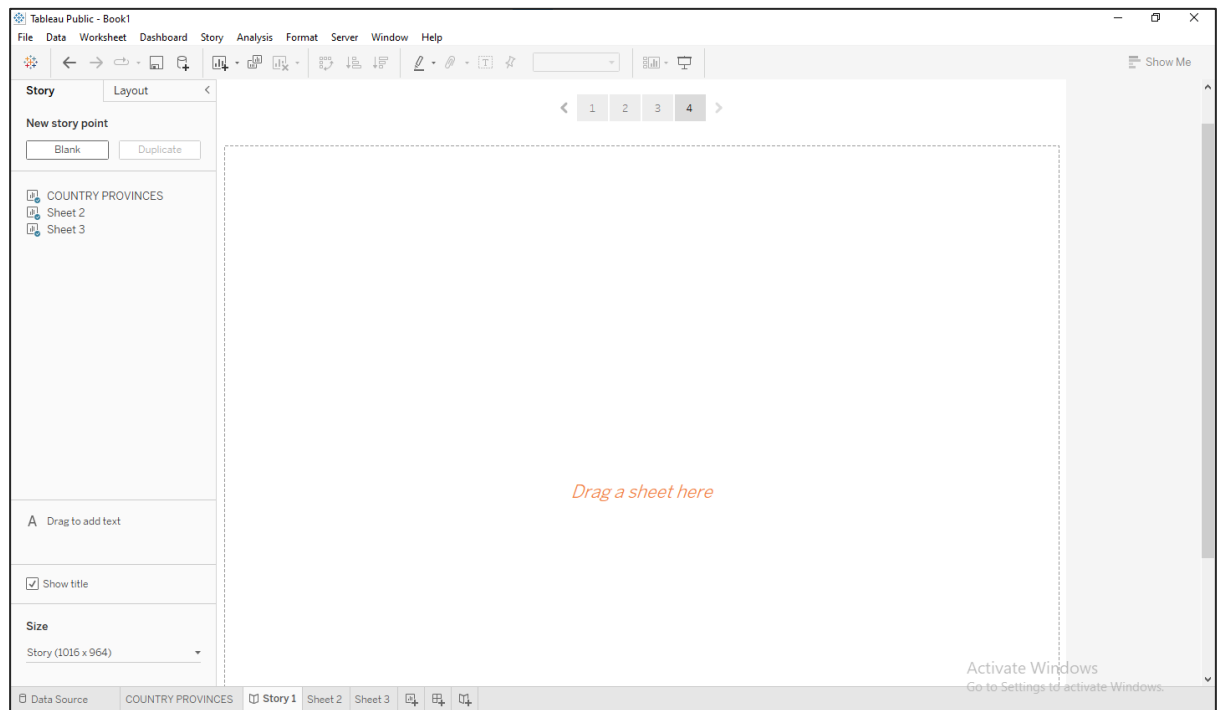 Tableau Public - Book1
File Data Worksheet Dashboard Story Analysis Format Server Window Help
Show Me
Story Layout
1 2 3 4
New story point
Blank Duplicate
COUNTRY PROVINCES
Sheet 2
Sheet 3
Drag a sheet here
A Drag to add text
Show title
Size
Story (1016 x 964)
Activate Windows
Go to Settings to activate Windows.
Data Source COUNTRY PROVINCES Story 1 Sheet 2 Sheet 3